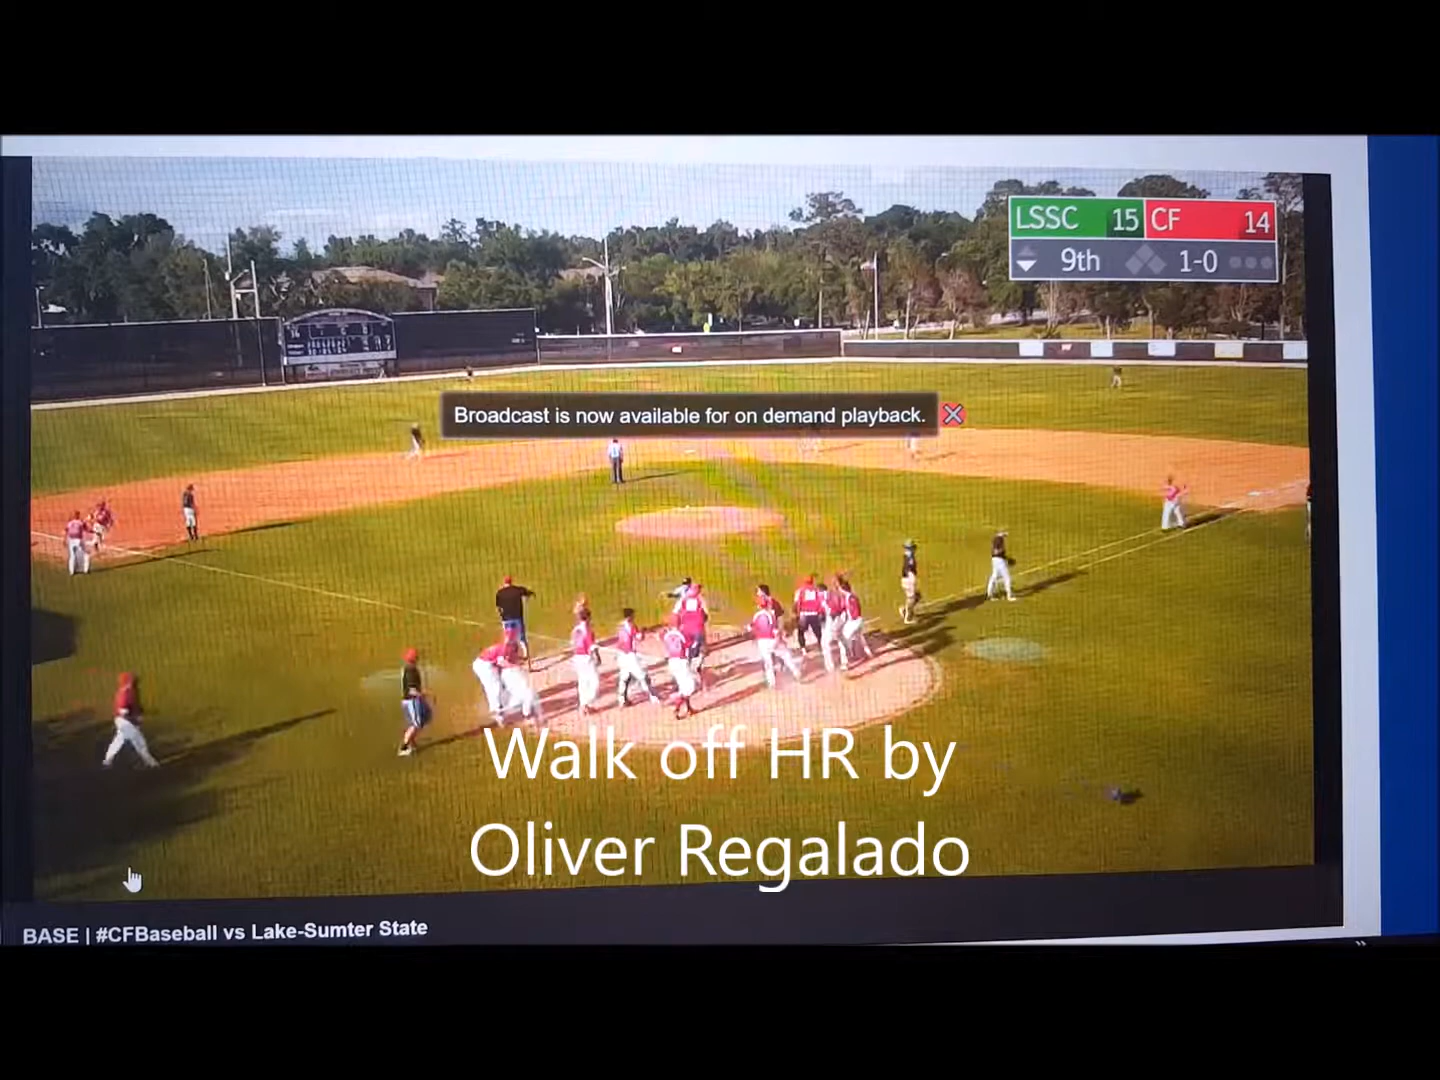 LSSC 15 CF 14
9th 1-0
Broadcast is now available for on demand playback.
Walk off HR by
Oliver Regalado
BASE | #CFBaseball vs Lake-Sumter State